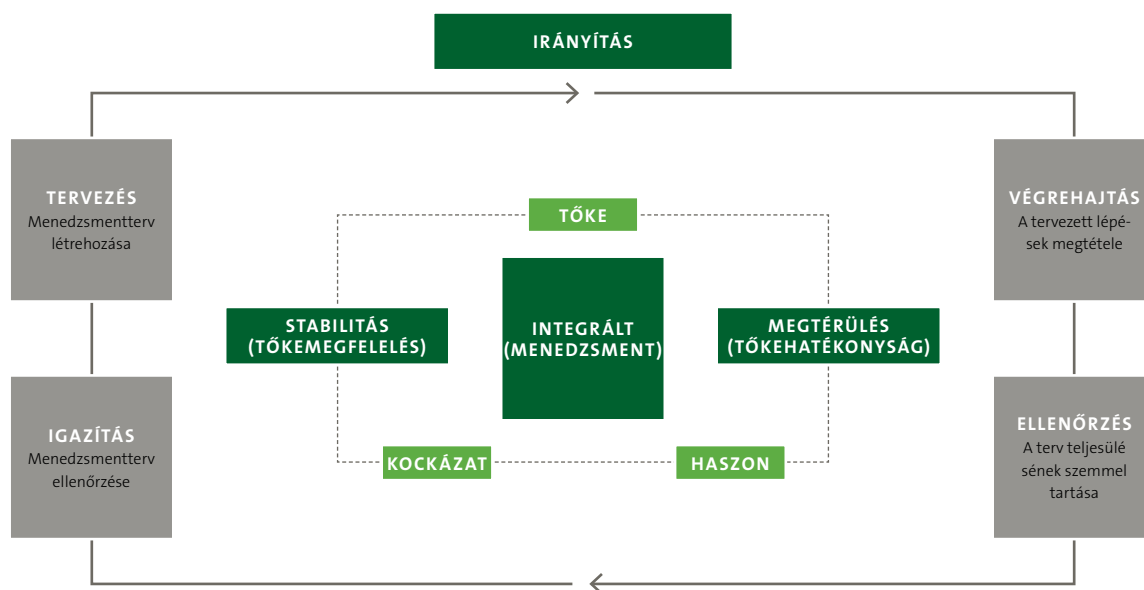 IRÁNYÍTÁS
TERVEZÉS
Menedzsmentterv
létrehozása
VÉGREHAJTÁS
A tervezett lépé-
sek megtétele
TŐKE
STABILITÁS
(TŐKEMEGFELELÉS)
INTEGRÁLT
(MENEDZSMENT)
MEGTÉRÜLÉS
(TŐKEHATÉKONYSÁG)
IGAZÍTÁS
Menedzsmentterv
ellenőrzése
KOCKÁZAT
HASZON
ELLENŐRZÉS
A terv teljesülé
sének szemmel
tartása